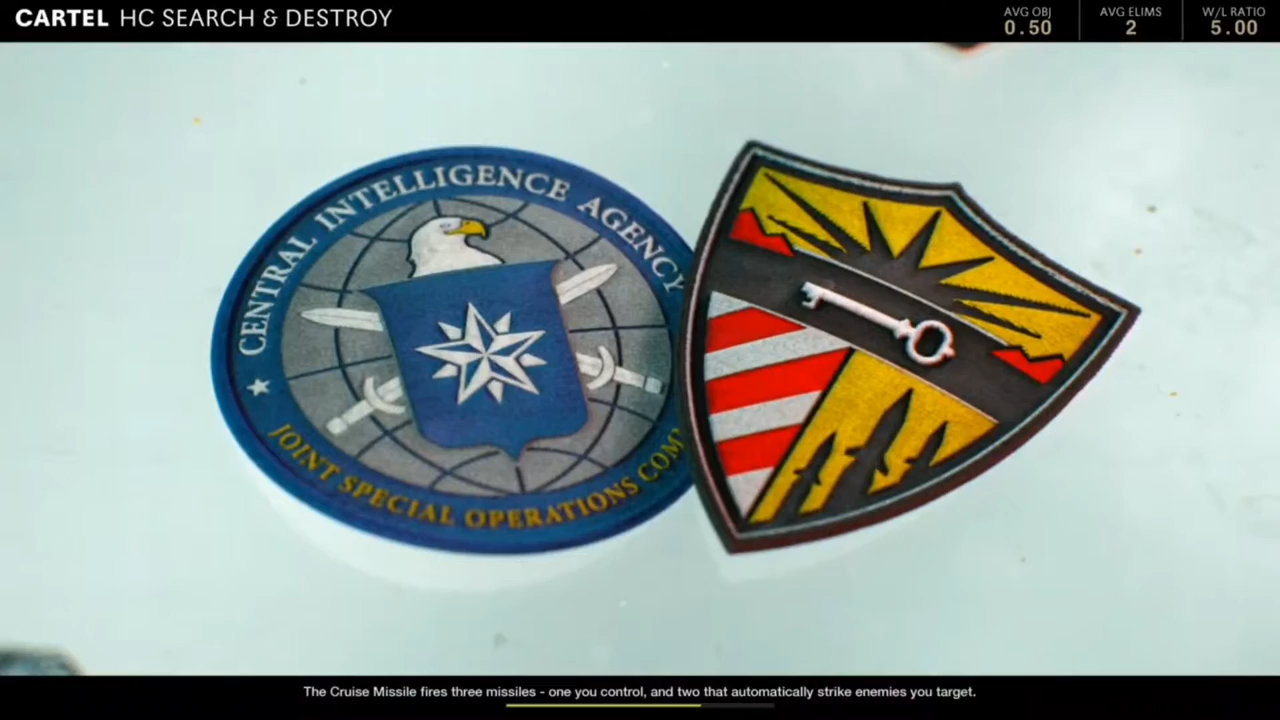 CARTEL HC SEARCH & DESTROY
AVG OBJ
0.50
AVG ELIMS
2
W/L RATIO
5.00
CENTRAL INTELLIGENCE AGENCY
JOINT SPECIAL OPERATIONS COM
The Cruise Missile fires three missiles - one you control, and two that automatically strike enemies you target.